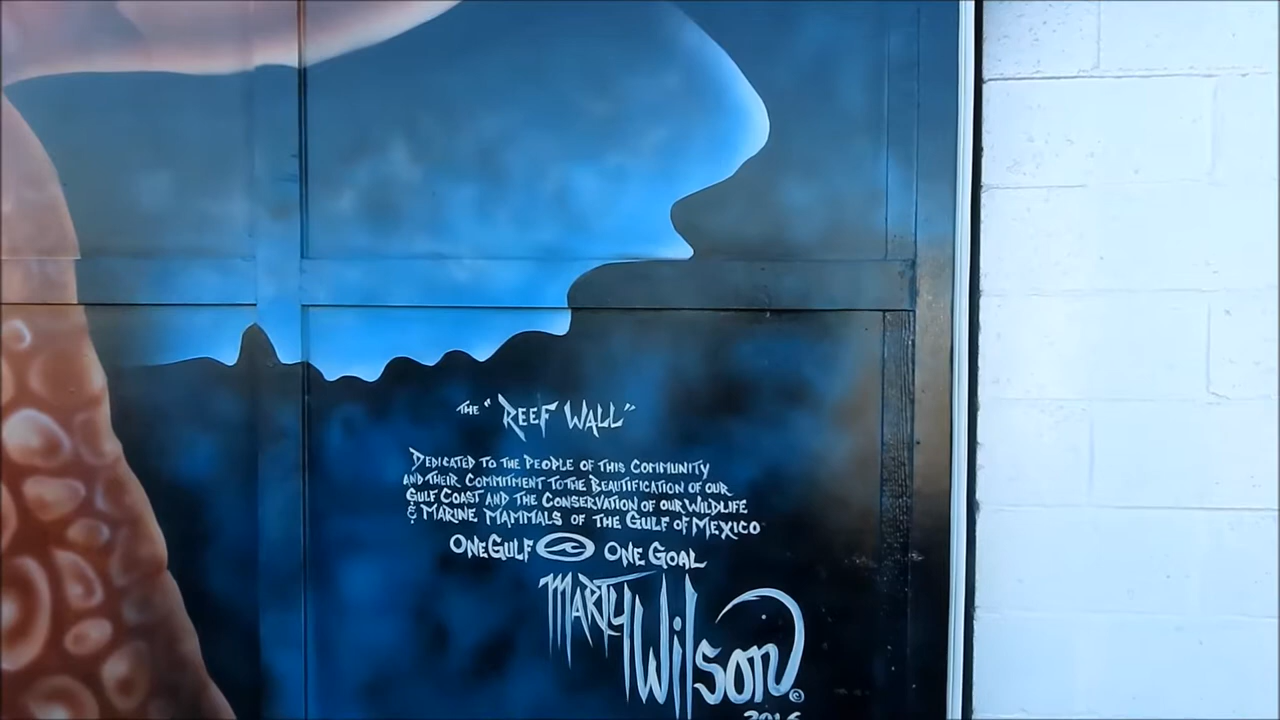 THE "REEF WALL"
DEDICATED TO THE PEOPLE OF THIS COMMUNITY
AND THEIR COMMITMENT TO THE BEAUTIFICATION OF OUR
GULF COAST AND THE CONSERVATION OF OUR WILDLIFE
& MARINE MAMMALS OF THE GULF OF MEXICO
ONE GULF ONE GOAL
MARTY Wilson ©
2016